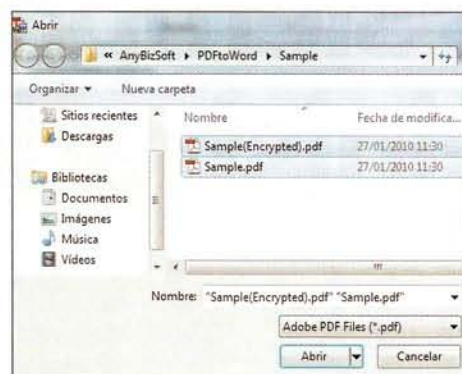 Abrir
« AnyBizSoft ▸ PDFtoWord ▸ Sample
Organizar ▾ Nueva carpeta
Sitios recientes
Descargas
Bibliotecas
Documentos
Imágenes
Música
Vídeos
Nombre Fecha de modifica...
Sample(Encrypted).pdf 27/01/2010 11:30
Sample.pdf 27/01/2010 11:30
Nombre: "Sample(Encrypted).pdf" "Sample.pdf"
Adobe PDF Files (*.pdf)
Abrir Cancelar